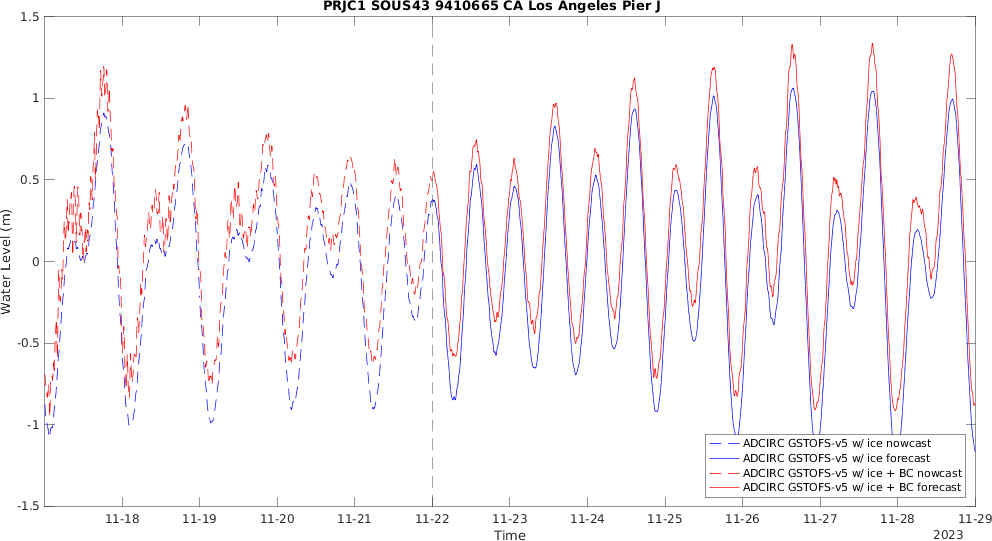 PRJC1 SOUS43 9410665 CA Los Angeles Pier J
1.5
1
0.5
0
-0.5
-1
-1.5
Water Level (m)
11-18 11-19 11-20 11-21 11-22 11-23 11-24 11-25 11-26 11-27 11-28 11-29
Time
2023
ADCIRC GSTOFS-v5 w/ ice nowcast
ADCIRC GSTOFS-v5 w/ ice forecast
ADCIRC GSTOFS-v5 w/ ice + BC nowcast
ADCIRC GSTOFS-v5 w/ ice + BC forecast